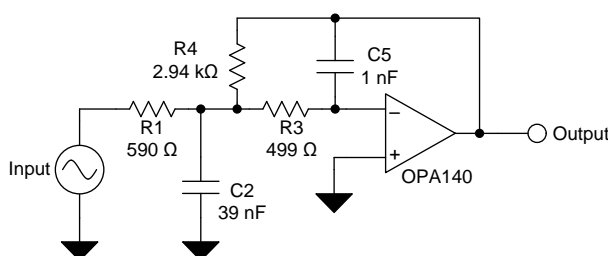 R4
2.94 kΩ
C5
1 nF
R1
590 Ω
R3
499 Ω
−
+
Input
Output
C2
39 nF
OPA140